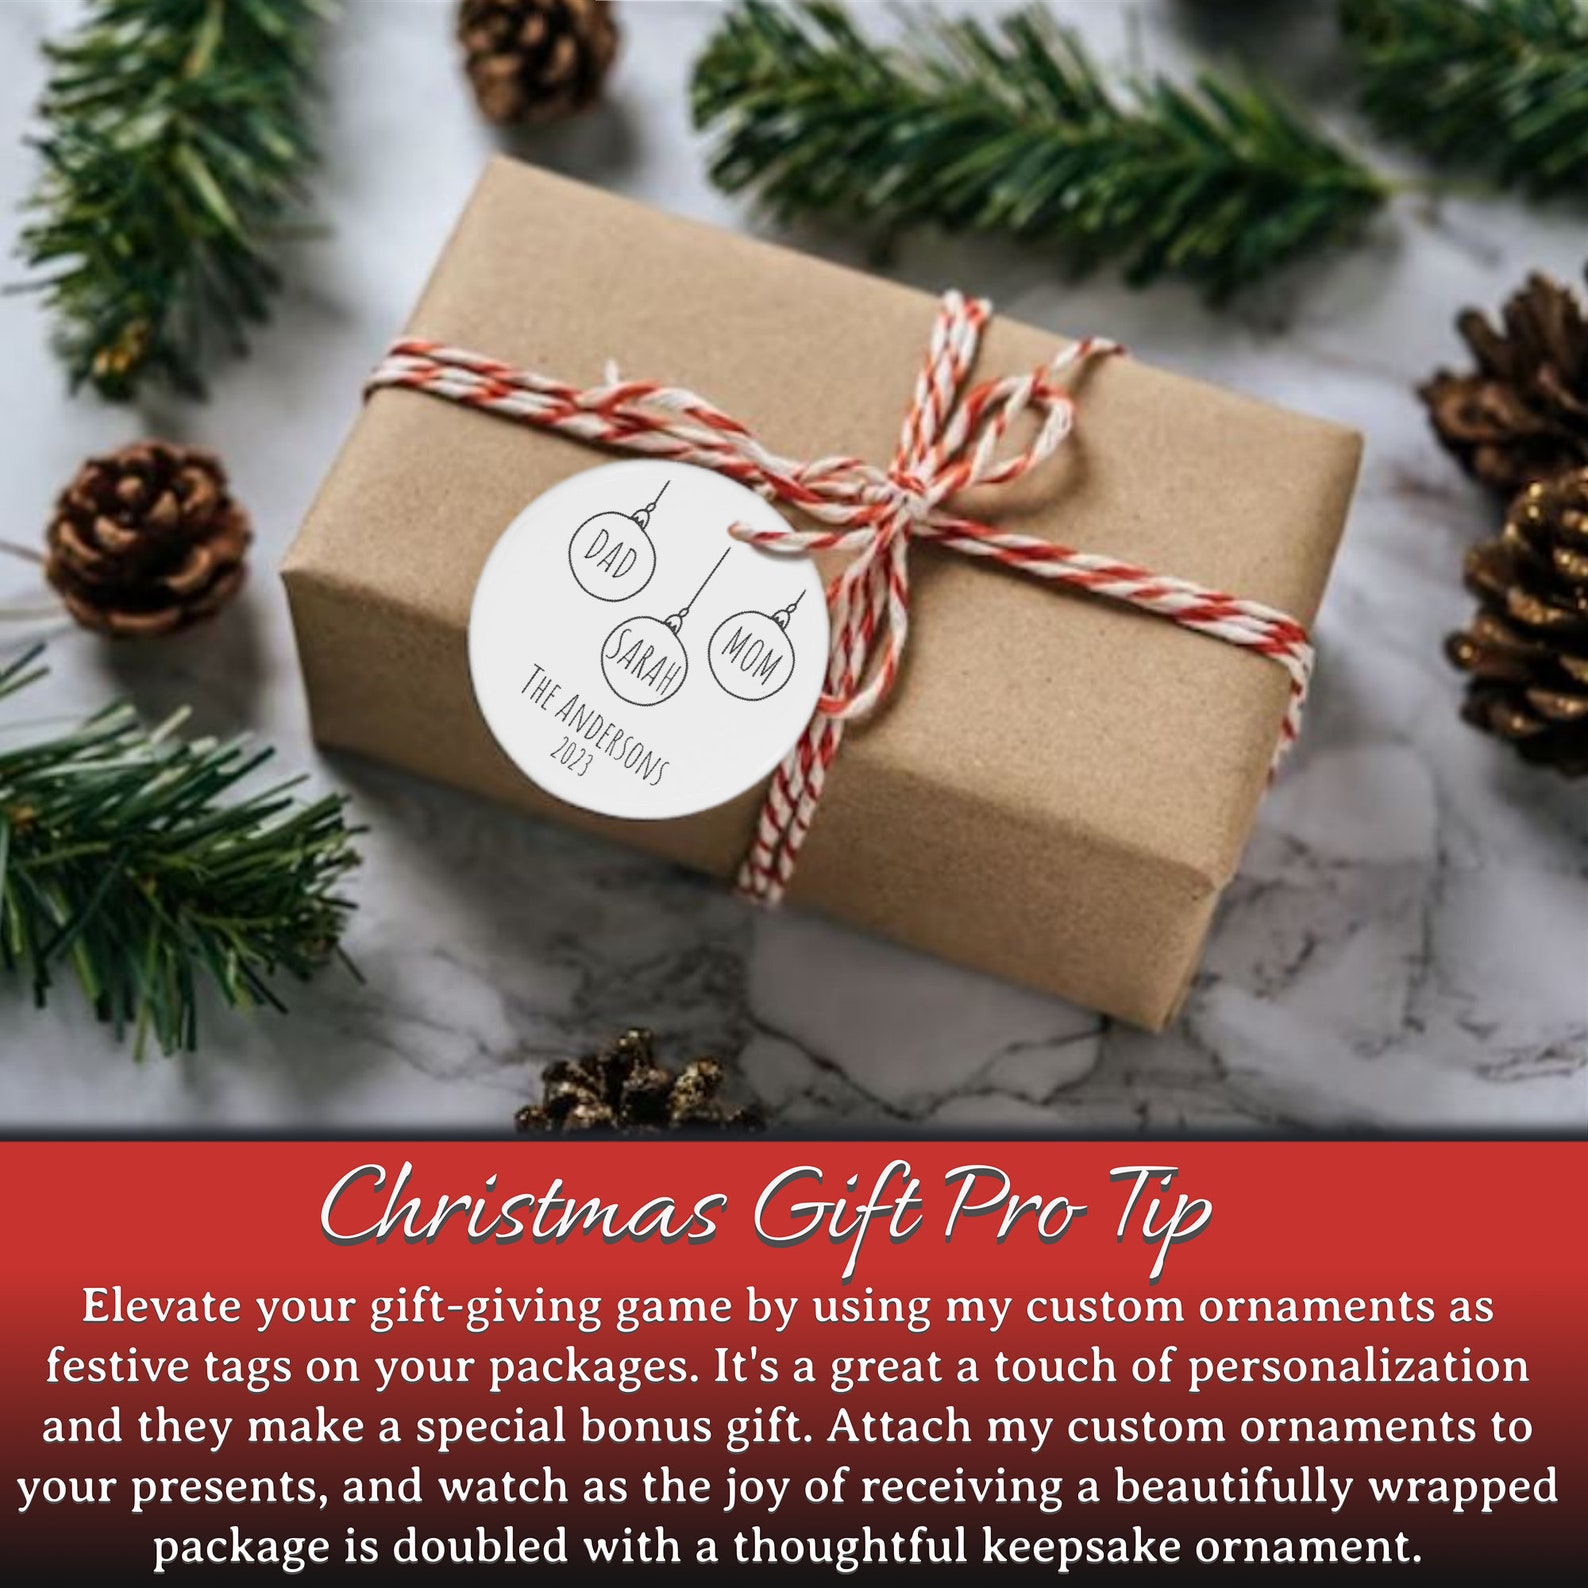 DAD
SARAH
MOM
THE ANDERSONS
2023
Christmas Gift Pro Tip
Elevate your gift-giving game by using my custom ornaments as
festive tags on your packages. It's a great a touch of personalization
and they make a special bonus gift. Attach my custom ornaments to
your presents, and watch as the joy of receiving a beautifully wrapped
package is doubled with a thoughtful keepsake ornament.